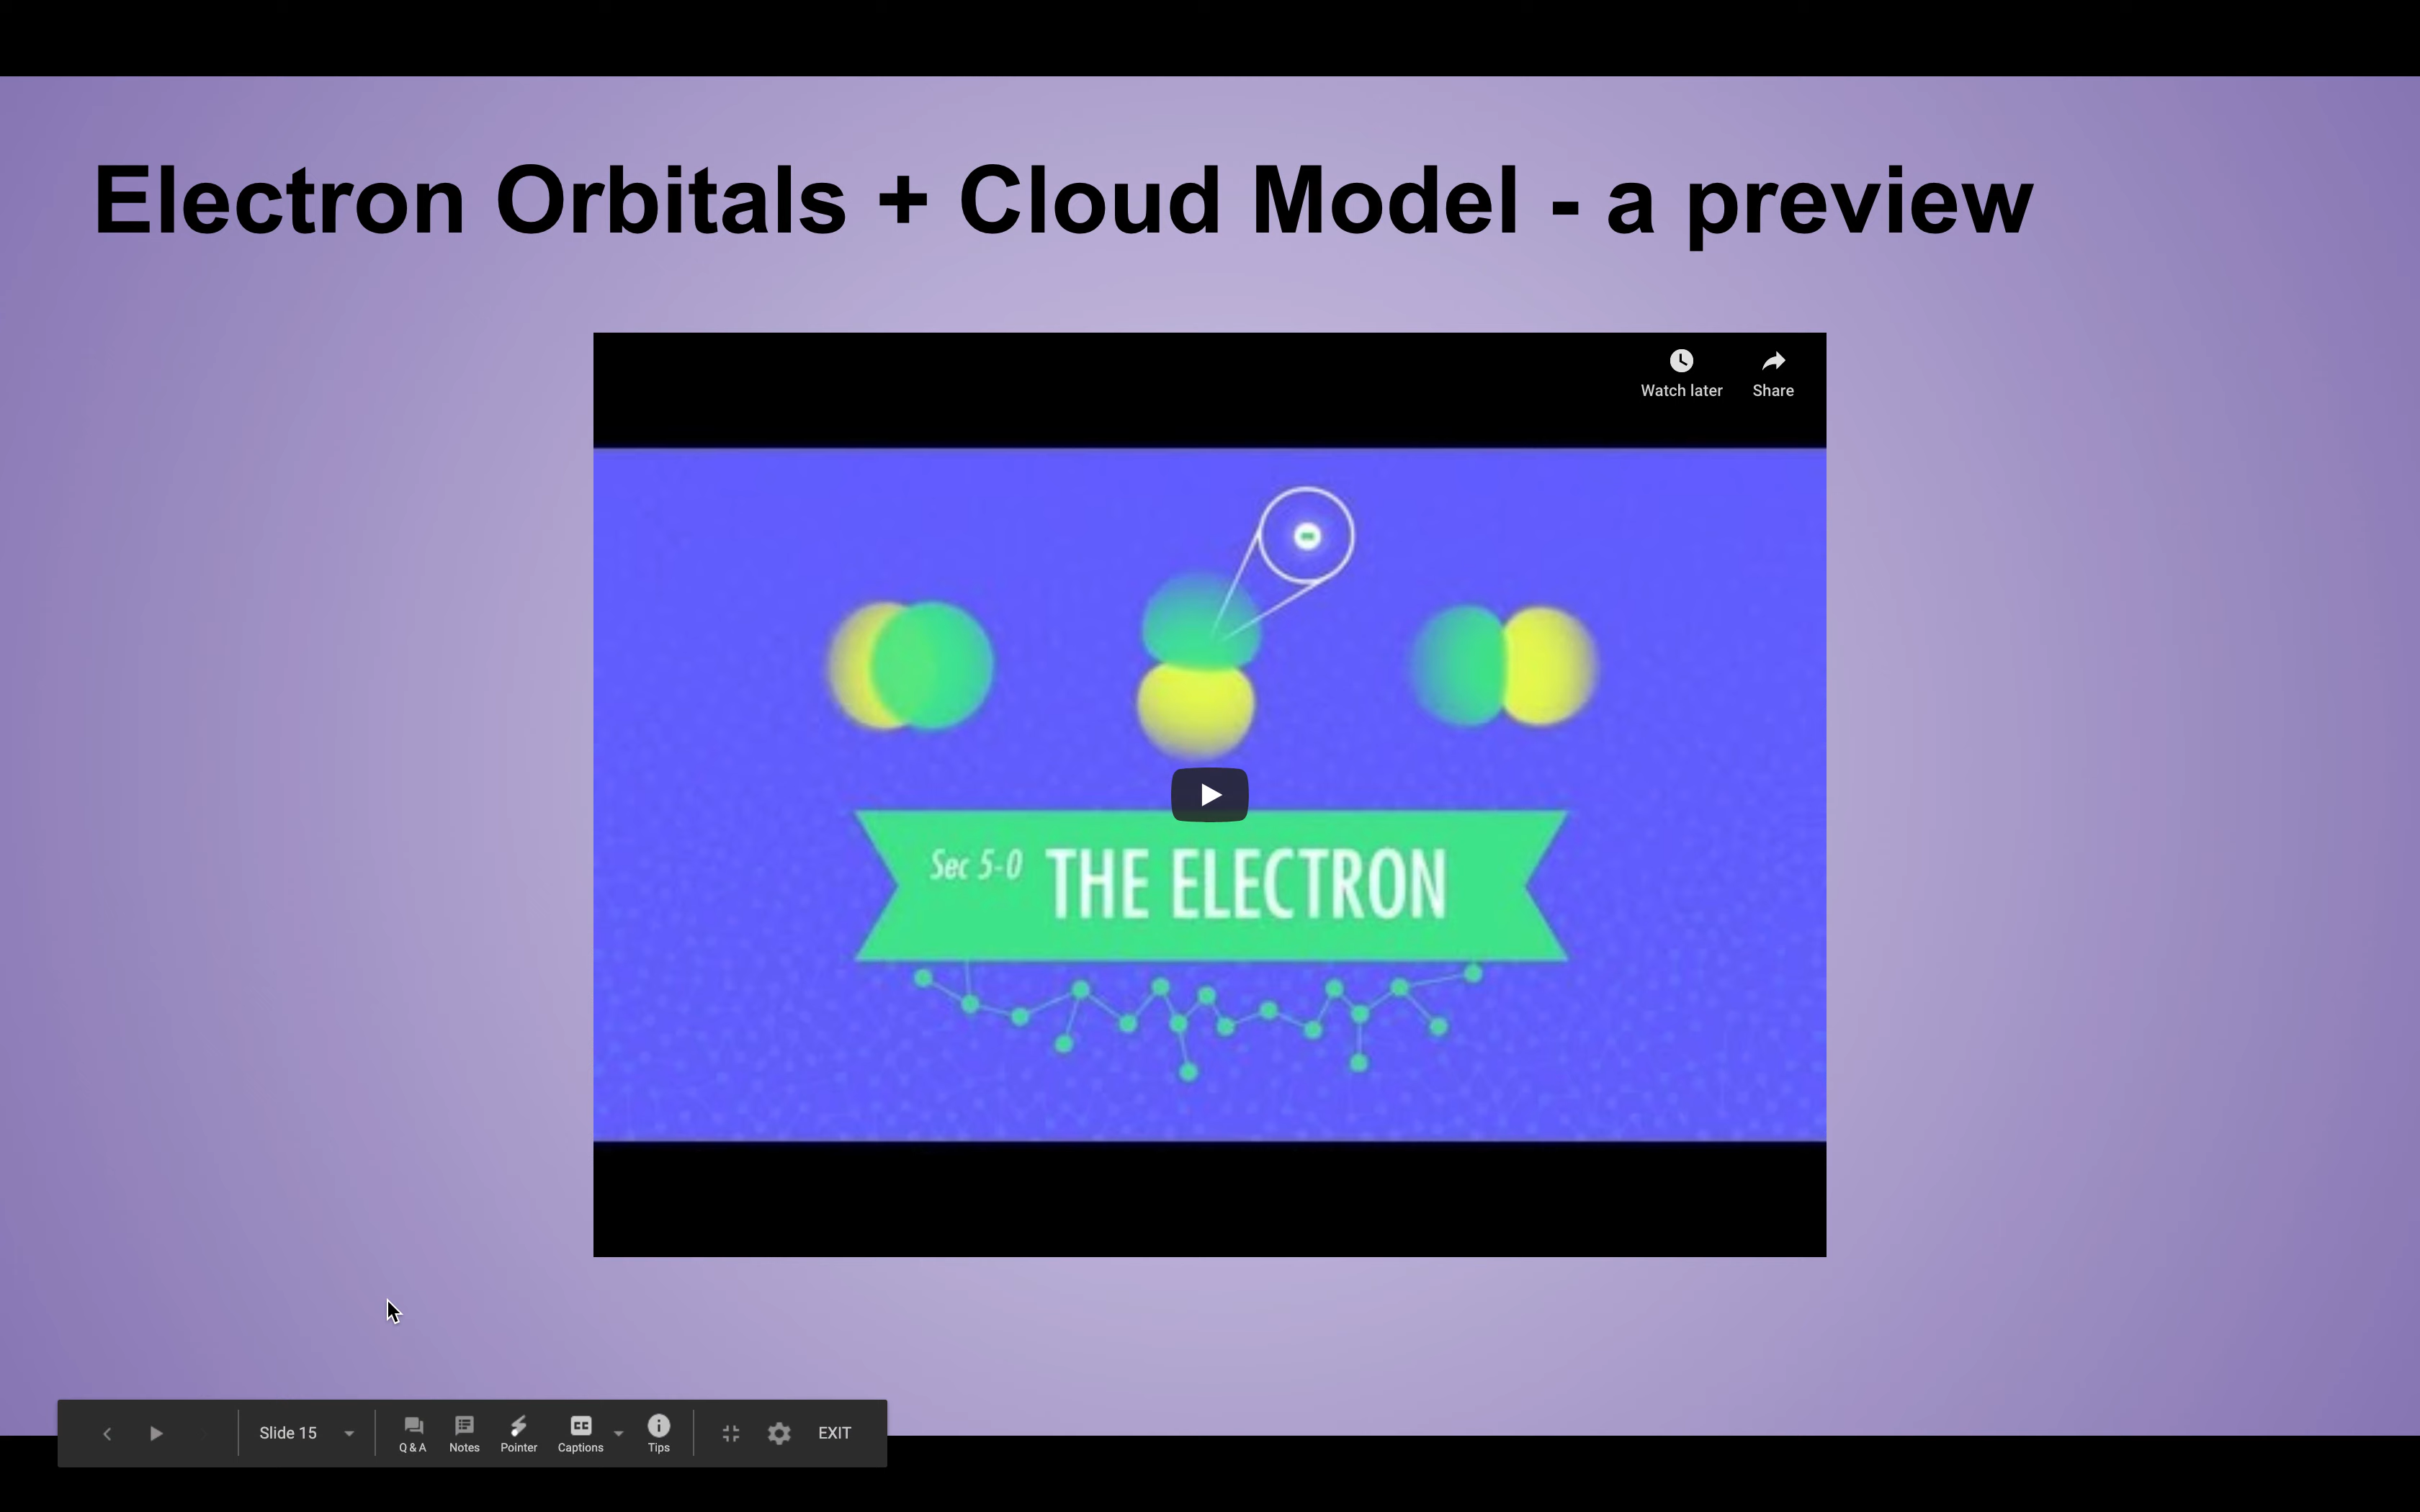 Electron Orbitals + Cloud Model - a preview
Watch later Share
Sec 5-0 THE ELECTRON
Slide 15 Q & A Notes Pointer CC Captions Tips EXIT